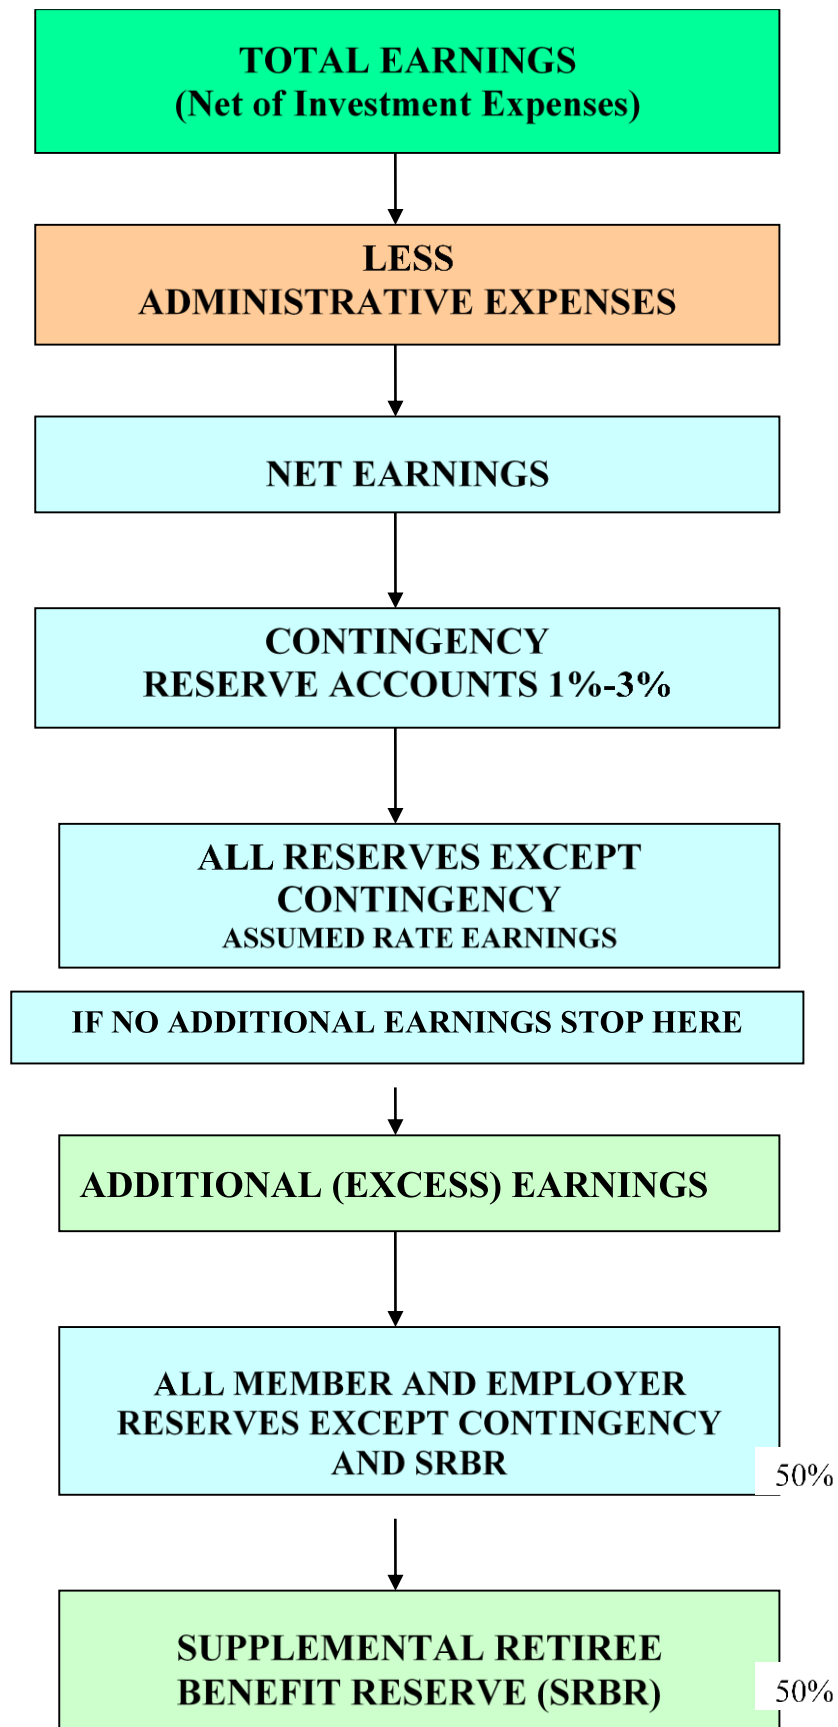 TOTAL EARNINGS
(Net of Investment Expenses)
LESS
ADMINISTRATIVE EXPENSES
NET EARNINGS
CONTINGENCY
RESERVE ACCOUNTS 1%-3%
ALL RESERVES EXCEPT
CONTINGENCY
ASSUMED RATE EARNINGS
IF NO ADDITIONAL EARNINGS STOP HERE
ADDITIONAL (EXCESS) EARNINGS
ALL MEMBER AND EMPLOYER
RESERVES EXCEPT CONTINGENCY
AND SRBR
50%
SUPPLEMENTAL RETIREE
BENEFIT RESERVE (SRBR)
50%